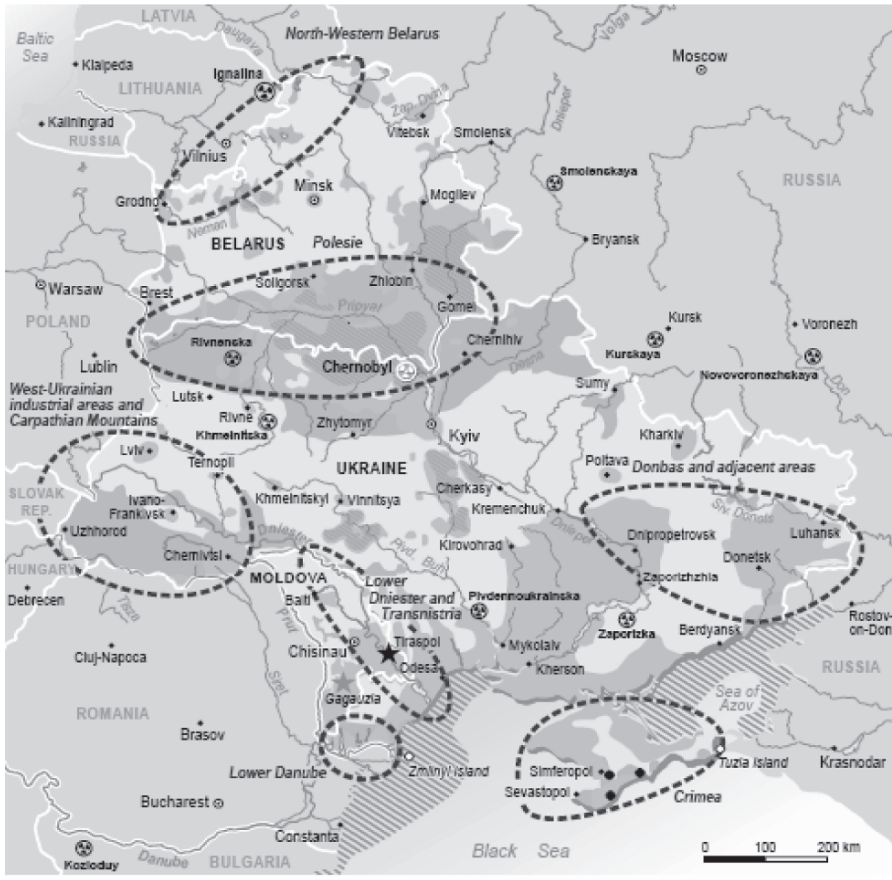 LATVIA
Baltic
Sea
Klaipeda
LITHUANIA
Daugava
North-Western Belarus
Ignalina
Volga
Moscow
Kaliningrad
RUSSIA
Vilnius
Zap. Dvina
Vitebsk
Smolensk
Dnieper
Smolenskaya
RUSSIA
Grodno
Minsk
Mogilev
Neman
BELARUS
Polesie
Bryansk
Warsaw
Brest
Soligorsk
Zhlobin
Pripyat
Gomel
POLAND
Rivnenska
Chernobyl
Chernihiv
Desna
Kursk
Kurskaya
Voronezh
Novovoronezhskaya
Don
Lublin
West-Ukrainian
industrial areas and
Carpathian Mountains
Lutsk
Rivne
Khmelnitska
Zhytomyr
Kyiv
Sumy
Lviv
Ternopil
UKRAINE
Kharkiv
Poltava
Donbas and adjacent areas
SLOVAK
REP.
Ivano-
Frankivsk
Khmelnitskyi
Vinnitsya
Cherkasy
Kremenchuk
Siv. Donets
Uzhhorod
Chernivtsi
Dniester
Pivd. Buh
Kirovohrad
Dnieper
Dnipropetrovsk
Luhansk
Donetsk
HUNGARY
Debrecen
MOLDOVA
Balti
Lower
Dniester and
Transnistria
Pivdennoukrainska
Zaporizhzhia
Zaporizka
Berdyansk
Rostov-
on-Don
Tisza
Prut
Cluj-Napoca
Chisinau
Tiraspol
Odesa
Mykolaiv
Kherson
RUSSIA
Siret
Gagauzia
Sea of
Azov
ROMANIA
Brasov
Lower Danube
Zmiinyi Island
Simferopol
Sevastopol
Crimea
Tuzla Island
Krasnodar
Bucharest
Constanta
Kozloduy
Danube
BULGARIA
Black Sea
0 100 200 km